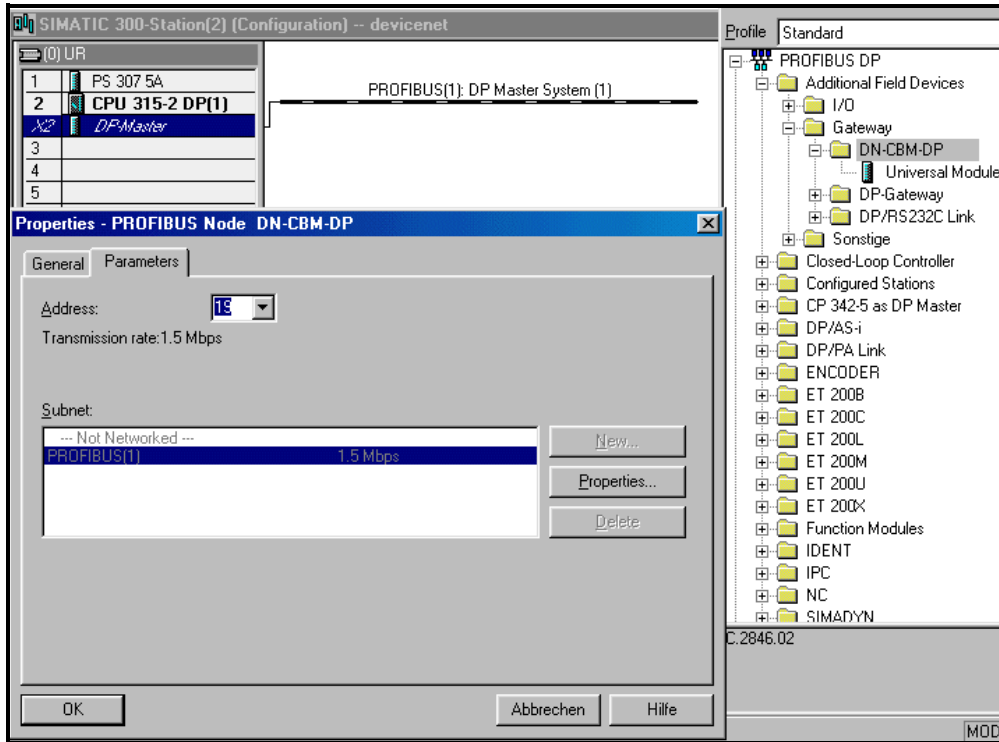 SIMATIC 300-Station(2) (Configuration) -- devicenet
(0) UR
1 PS 307 5A
2 CPU 315-2 DP(1)
X2 DP-Master
3
4
5
PROFIBUS(1): DP Master System (1)
Properties - PROFIBUS Node DN-CBM-DP
General Parameters
Address: 19
Transmission rate:1.5 Mbps
Subnet:
--- Not Networked ---
PROFIBUS(1) 1.5 Mbps
New...
Properties...
Delete
OK Abbrechen Hilfe
Profile Standard
PROFIBUS DP
Additional Field Devices
I/O
Gateway
DN-CBM-DP
Universal Module
DP-Gateway
DP/RS232C Link
Sonstige
Closed-Loop Controller
Configured Stations
CP 342-5 as DP Master
DP/AS-i
DP/PA Link
ENCODER
ET 200B
ET 200C
ET 200L
ET 200M
ET 200U
ET 200X
Function Modules
IDENT
IPC
NC
SIMADYN
C.2846.02
MOD